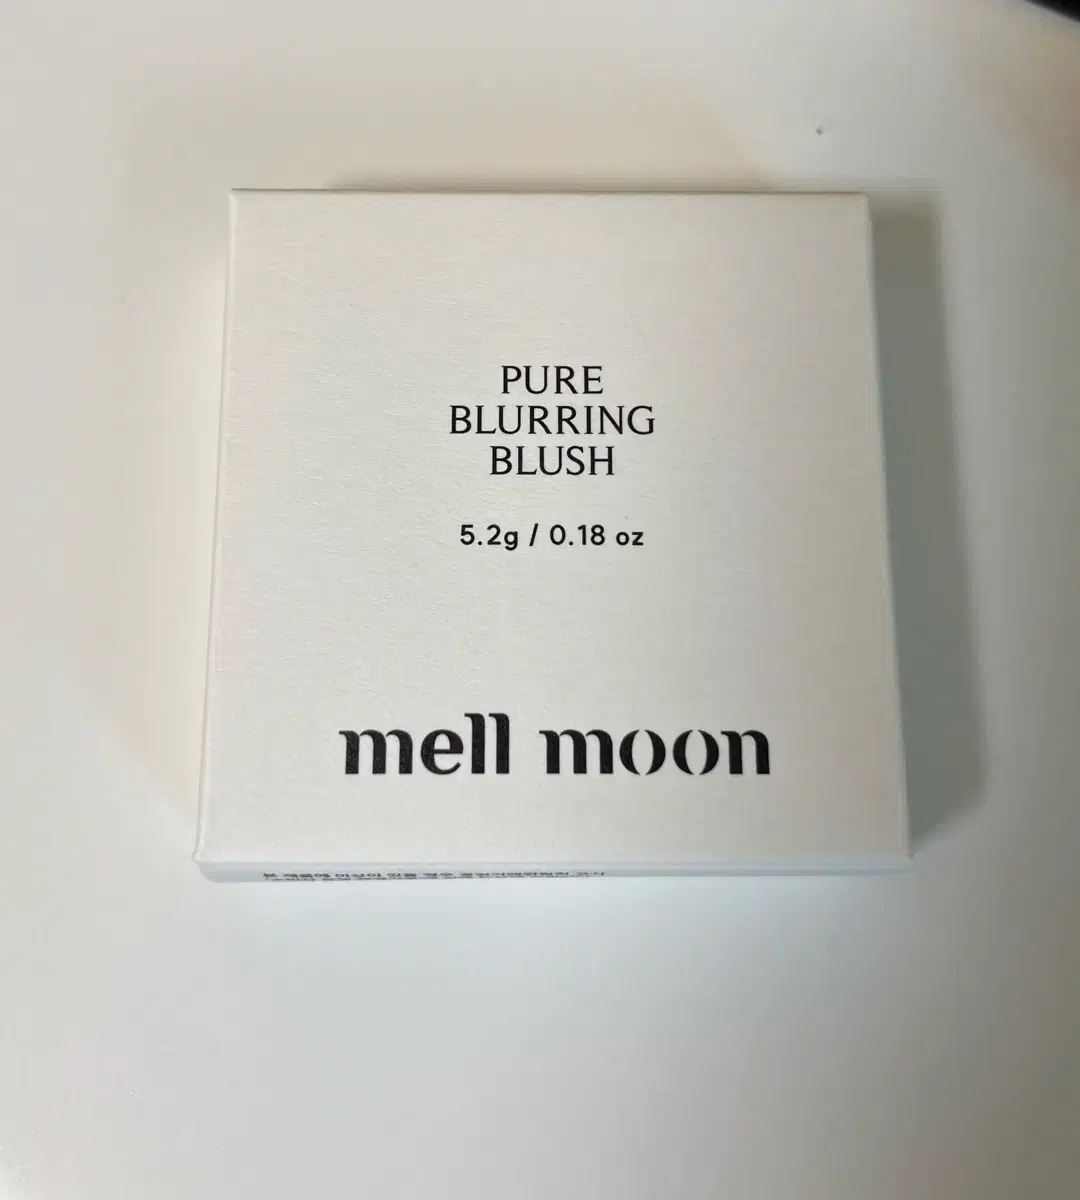 PURE
BLURRING
BLUSH
5.2g / 0.18 oz
mell moon